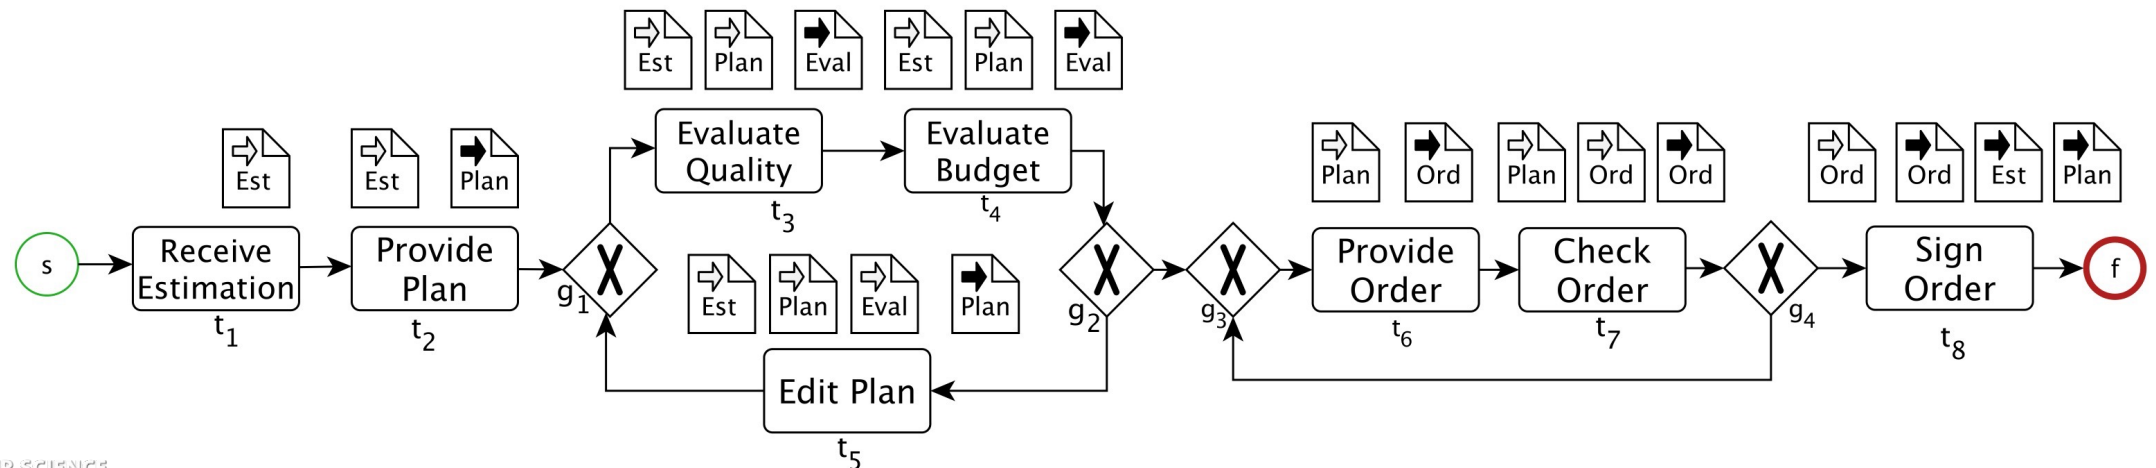 Est
Plan
Eval
Est
Plan
Eval
Est
Est
Plan
Evaluate
Quality
t3
Evaluate
Budget
t4
Plan
Ord
Plan
Ord
Ord
Ord
Ord
Est
Plan
s
Receive
Estimation
t1
Provide
Plan
t2
X
g1
Est
Plan
Eval
Plan
X
g2
X
g3
Provide
Order
t6
Check
Order
t7
X
g4
Sign
Order
t8
f
Edit Plan
t5